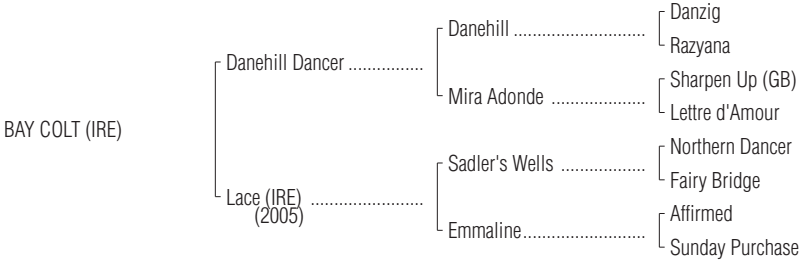 Danzig
Danehill ............................
Razyana
Danehill Dancer ................
Sharpen Up (GB)
Mira Adonde ....................
Lettre d'Amour
BAY COLT (IRE)
Northern Dancer
Sadler's Wells ..................
Fairy Bridge
Lace (IRE) ........................
(2005)
Affirmed
Emmaline..........................
Sunday Purchase